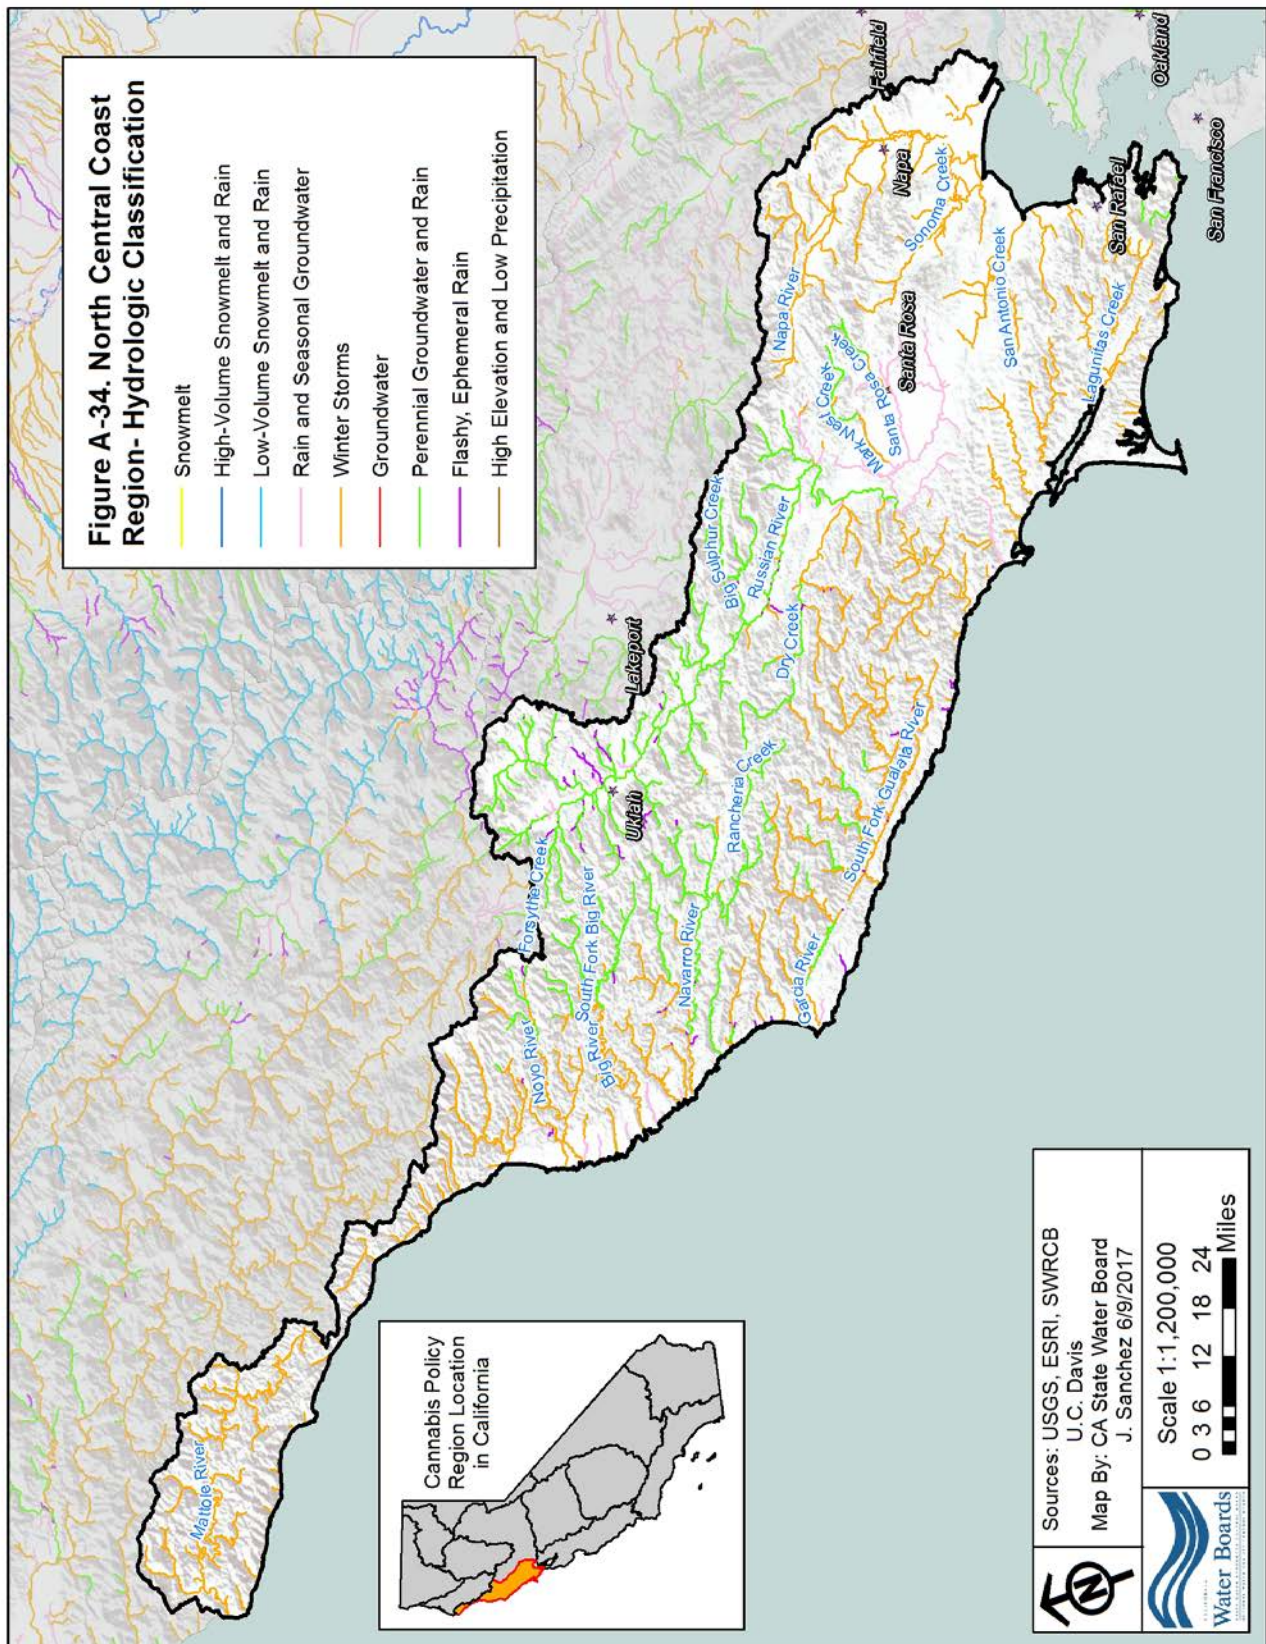 Figure A-34. North Central Coast
Region- Hydrologic Classification
Snowmelt
High-Volume Snowmelt and Rain
Low-Volume Snowmelt and Rain
Rain and Seasonal Groundwater
Winter Storms
Groundwater
Perennial Groundwater and Rain
Flashy, Ephemeral Rain
High Elevation and Low Precipitation
Mattole River
Noyo River
Forsythe Creek
Big River
South Fork Big River
Ukiah
Lakeport
Navarro River
Rancheria Creek
Garcia River
South Fork Gualala River
Dry Creek
Big Sulphur Creek
Russian River
Mark West Creek
Santa Rosa Creek
Santa Rosa
Napa River
Napa
Fairfield
Sonoma Creek
San Antonio Creek
Lagunitas Creek
San Rafael
San Francisco
Oakland
Cannabis Policy
Region Location
in California
N
Sources: USGS, ESRI, SWRCB
U.C. Davis
Map By: CA State Water Board
J. Sanchez 6/9/2017
CALIFORNIA
Water Boards
Scale 1:1,200,000
0 3 6 12 18 24
Miles